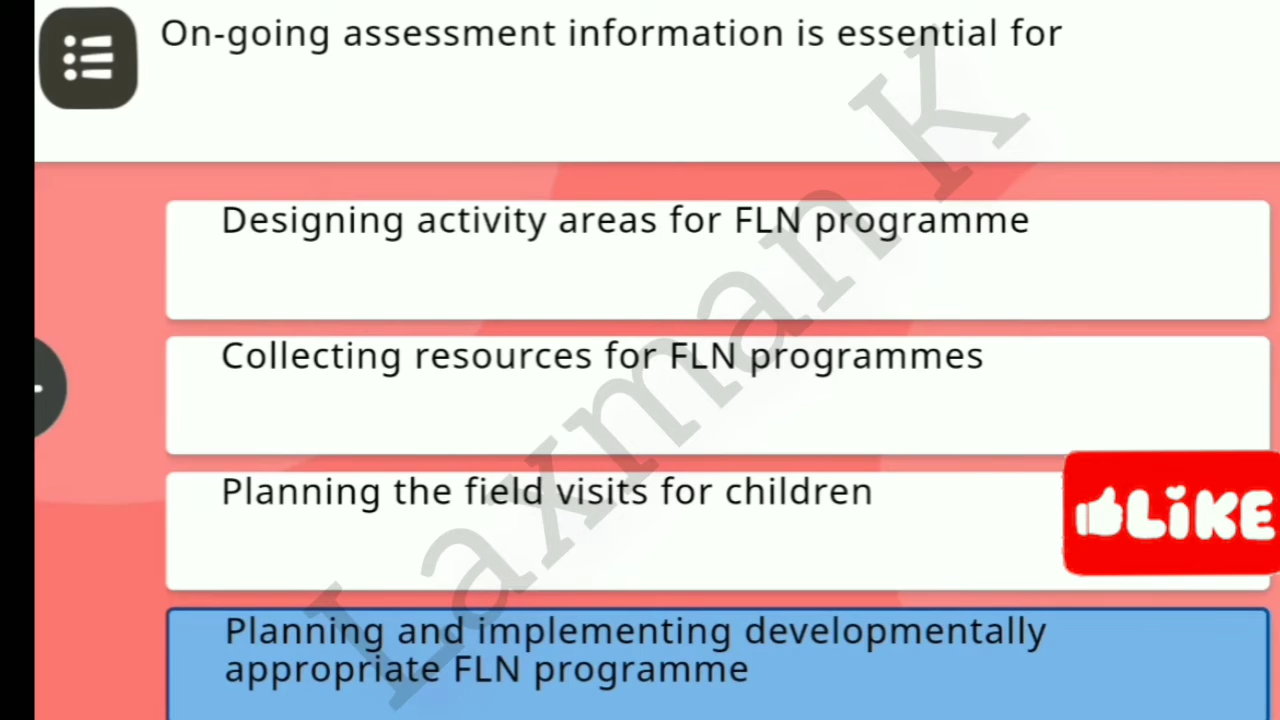 On-going assessment information is essential for
Designing activity areas for FLN programme
Collecting resources for FLN programmes
Planning the field visits for children
LiKE
Planning and implementing developmentally
appropriate FLN programme
Laxman K